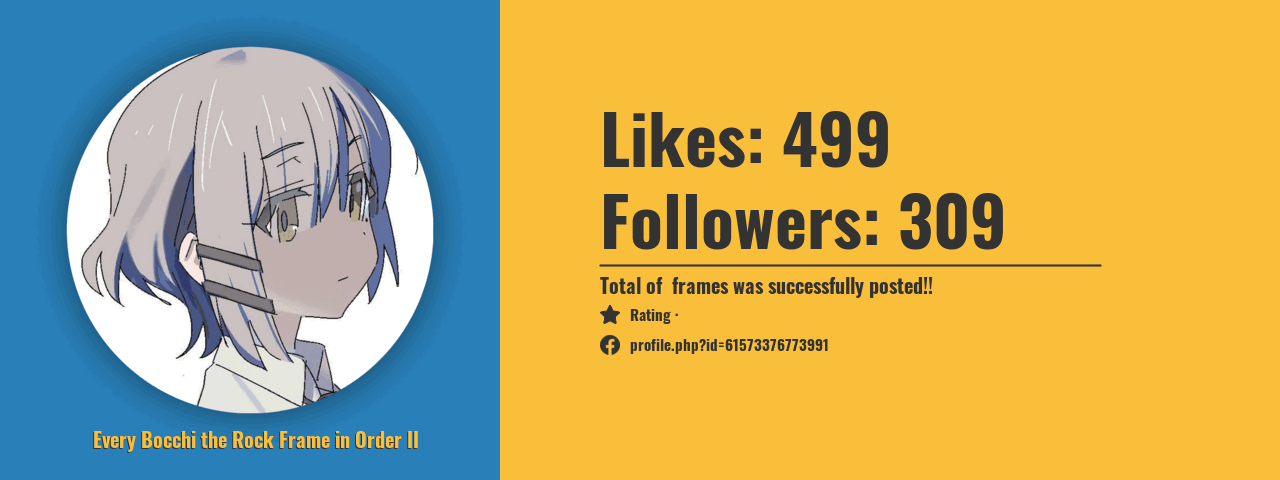 Likes: 499
Followers: 309
Total of  frames was successfully posted!!
Rating ·
profile.php?id=61573376773991
Every Bocchi the Rock Frame in Order II